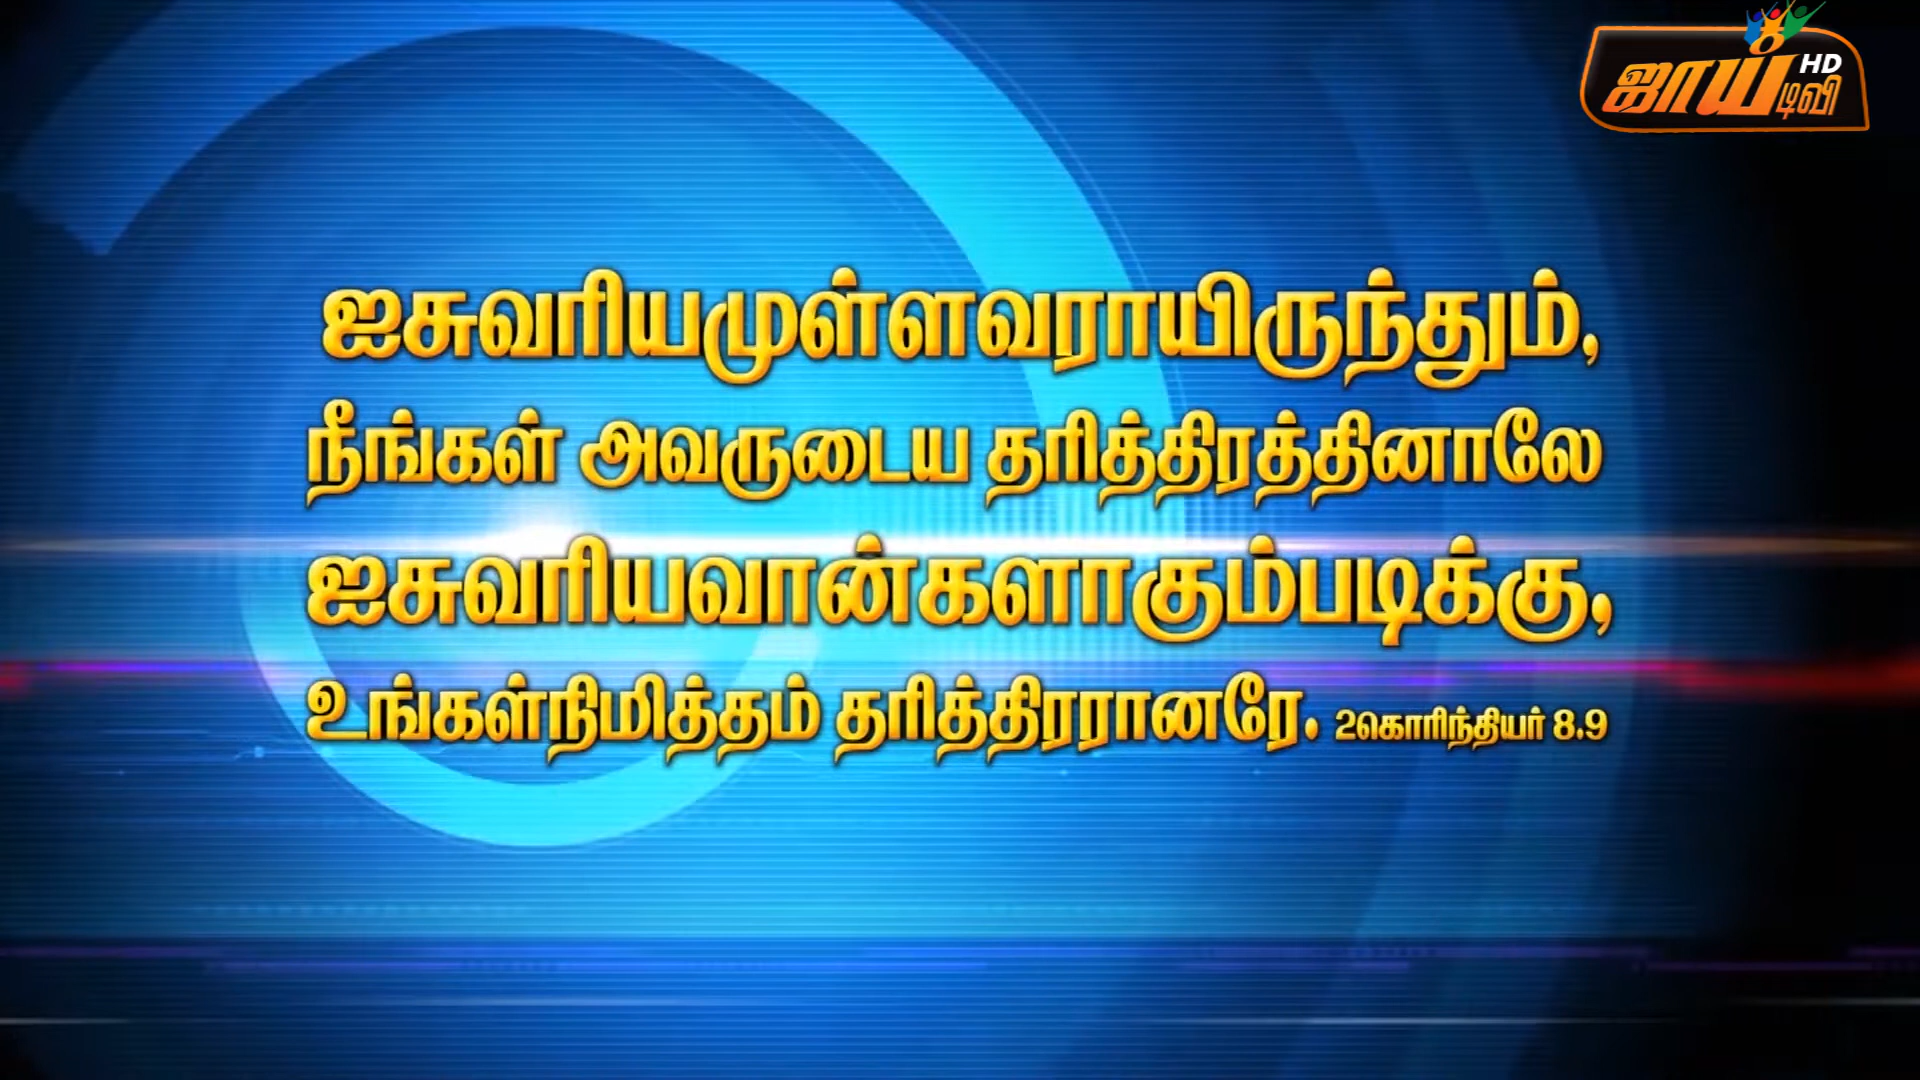 ஜாய் டிவி HD
ஐசுவரியமுள்ளவராயிருந்தும்,
நீங்கள் அவருடைய தரித்திரத்தினாலே
ஐசுவரியவான்களாகும்படிக்கு,
உங்கள்நிமித்தம் தரித்திரரானரே. 2கொரிந்தியர் 8.9